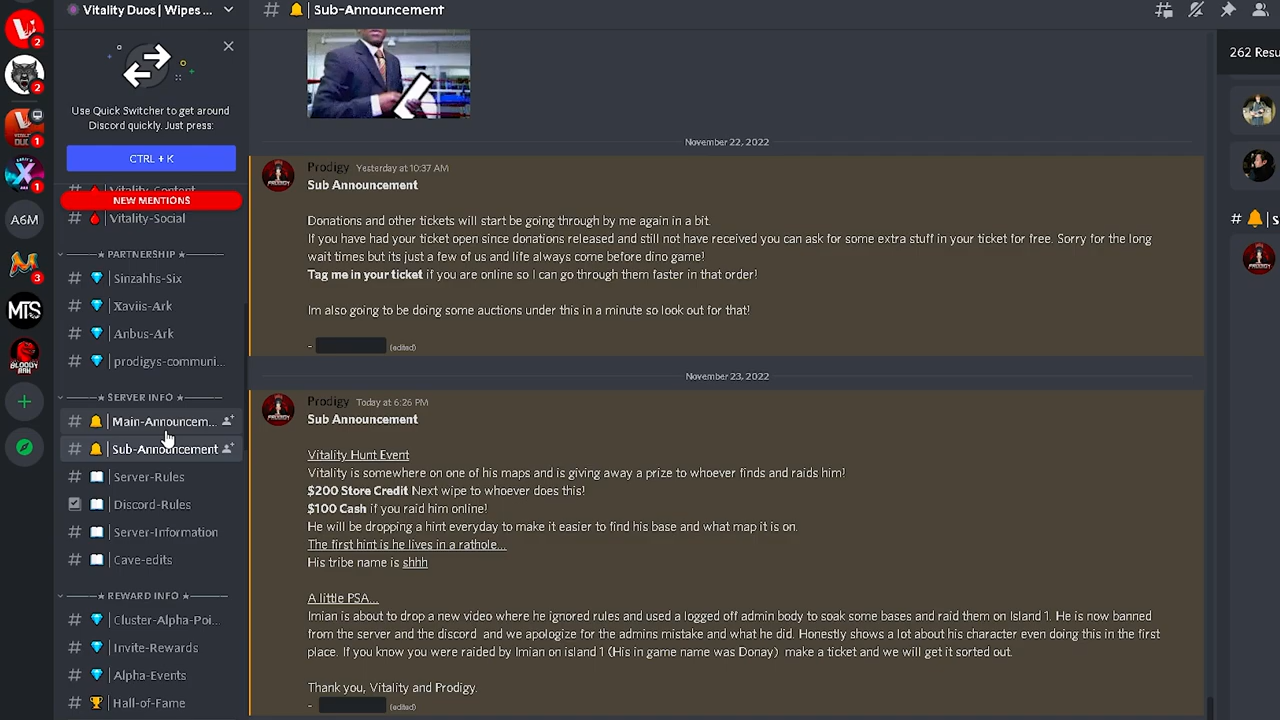 Vitality Duos | Wipes ...
Use Quick Switcher to get around
Discord quickly. Just press:
CTRL + K
Vitality-Content
NEW MENTIONS
Vitality-Social
★ PARTNERSHIP ★
Sinzahhs-Six
Xaviis-Ark
Anbus-Ark
prodigys-communi...
★ SERVER INFO ★
Main-Announcem...
Sub-Announcement
Server-Rules
Discord-Rules
Server-Information
Cave-edits
★ REWARD INFO ★
Cluster-Alpha-Poi...
Invite-Rewards
Alpha-Events
Hall-of-Fame
2
2
DUO
1
X
1
A6M
3
MTS
BLOODY
ARK
# | Sub-Announcement
November 22, 2022
Prodigy Yesterday at 10:37 AM
Sub Announcement
Donations and other tickets will start be going through by me again in a bit.
If you have had your ticket open since donations released and still not have received you can ask for some extra stuff in your ticket for free. Sorry for the long
wait times but its just a few of us and life always come before dino game!
Tag me in your ticket if you are online so I can go through them faster in that order!
Im also going to be doing some auctions under this in a minute so look out for that!
- (edited)
November 23, 2022
Prodigy Today at 6:26 PM
Sub Announcement
Vitality Hunt Event
Vitality is somewhere on one of his maps and is giving away a prize to whoever finds and raids him!
$200 Store Credit Next wipe to whoever does this!
$100 Cash if you raid him online!
He will be dropping a hint everyday to make it easier to find his base and what map it is on.
The first hint is he lives in a rathole...
His tribe name is shhh
A little PSA...
Imian is about to drop a new video where he ignored rules and used a logged off admin body to soak some bases and raid them on Island 1. He is now banned
from the server and the discord and we apologize for the admins mistake and what he did. Honestly shows a lot about his character even doing this in the first
place. If you know you were raided by Imian on island 1 (His in game name was Donay) make a ticket and we will get it sorted out.
Thank you, Vitality and Prodigy.
- (edited)
262 Resu
# | S